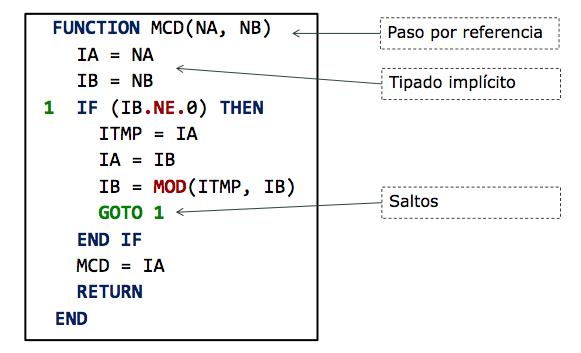 FUNCTION MCD(NA, NB)
IA = NA
IB = NB
1 IF (IB.NE.0) THEN
ITMP = IA
IA = IB
IB = MOD(ITMP, IB)
GOTO 1
END IF
MCD = IA
RETURN
END
Paso por referencia
Tipado implícito
Saltos